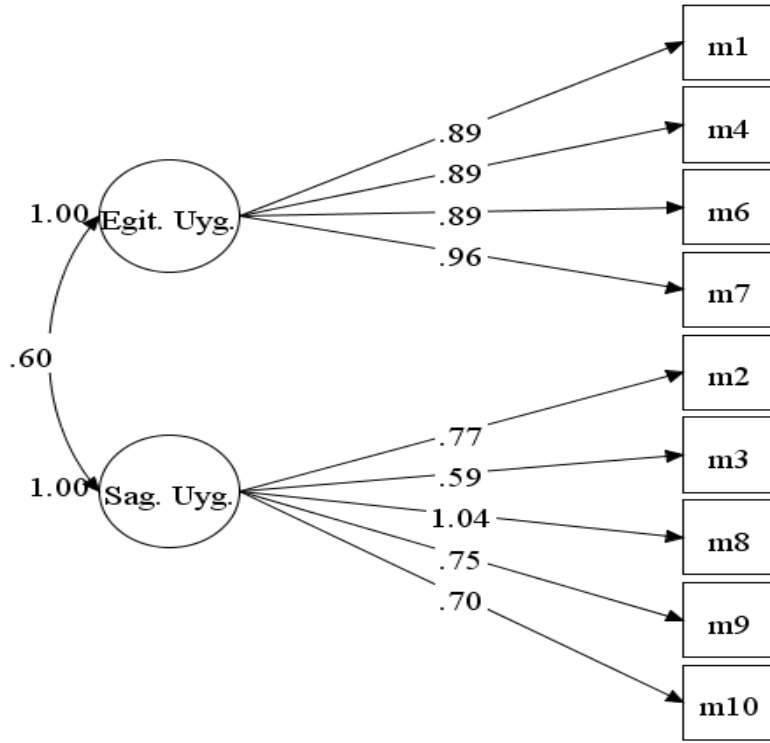 m1
.89
m4
.89
1.00
Egit. Uyg.
.89
m6
.96
m7
.60
m2
.77
.59
m3
1.00
Sag. Uyg.
1.04
m8
.75
m9
.70
m10